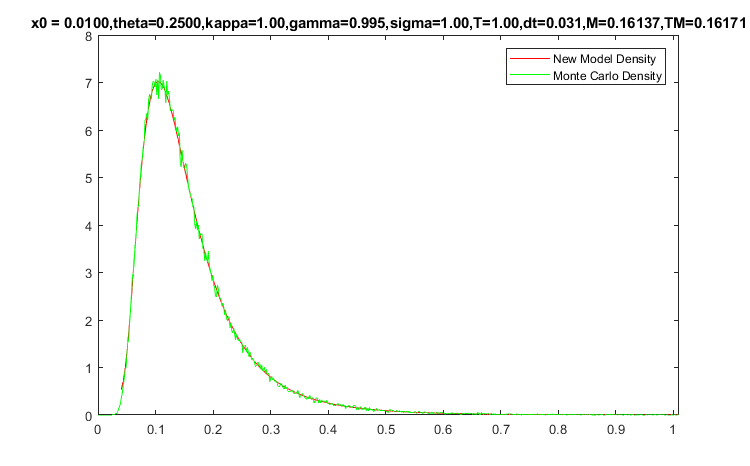 x0 = 0.0100,theta=0.2500,kappa=1.00,gamma=0.995,sigma=1.00,T=1.00,dt=0.031,M=0.16137,TM=0.16171
8
7
6
5
4
3
2
1
0
New Model Density
Monte Carlo Density
0 0.1 0.2 0.3 0.4 0.5 0.6 0.7 0.8 0.9 1